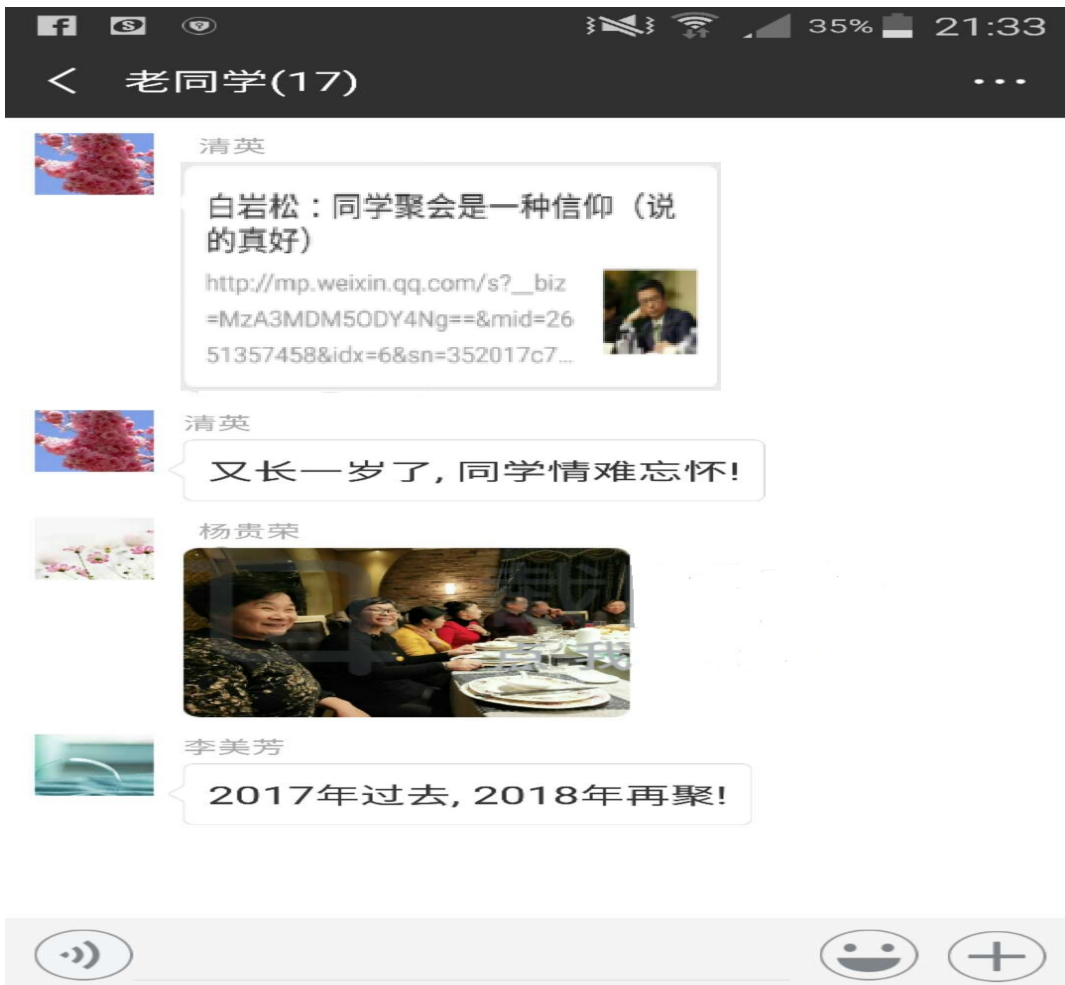 35% 21:33
老同学(17)
清英
白岩松：同学聚会是一种信仰（说
的真好）
http://mp.weixin.qq.com/s?__biz
=MzA3MDM5ODY4Ng==&mid=26
51357458&idx=6&sn=352017c7...
清英
又长一岁了,同学情难忘怀!
杨贵荣
点我
李美芳
2017年过去,2018年再聚!